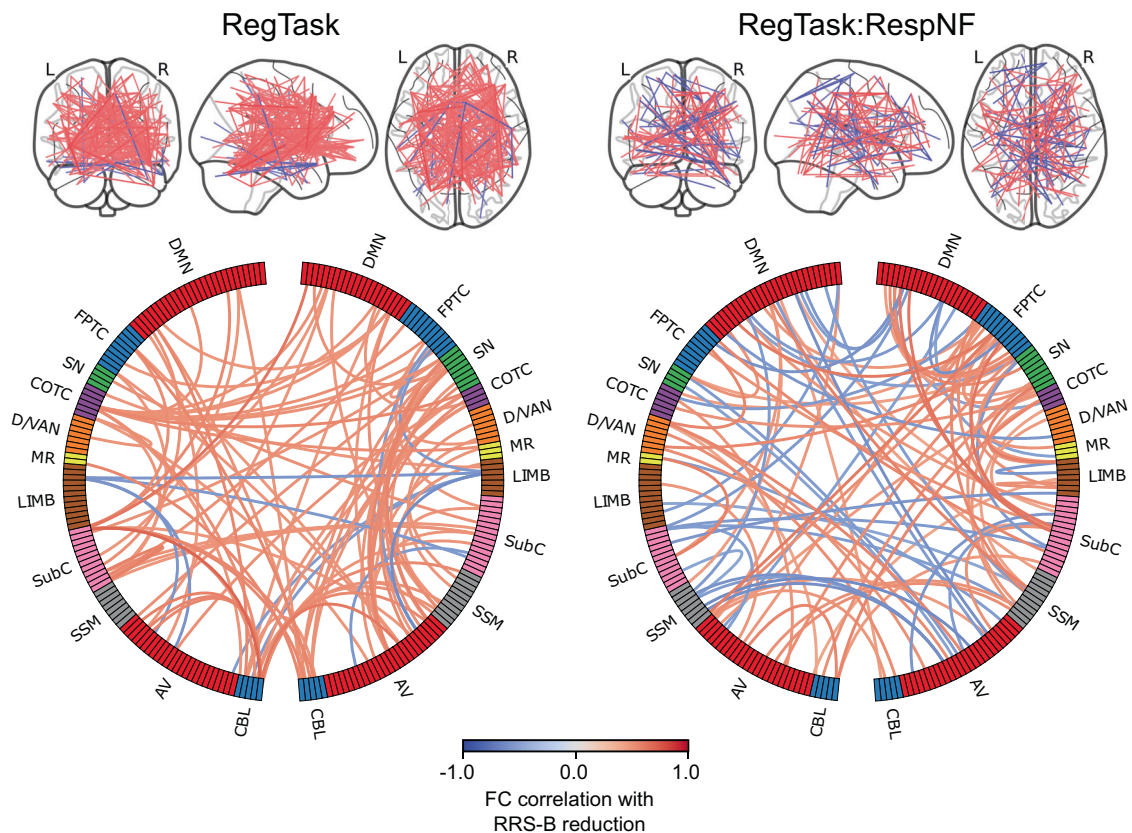 RegTask
RegTask:RespNF
L
R
L
R
L
R
L
R
DMN
DMN
FPTC
FPTC
SN
SN
COTC
COTC
D/VAN
D/VAN
MR
MR
LIMB
LIMB
SubC
SubC
SSM
SSM
AV
AV
CBL
CBL
DMN
DMN
FPTC
FPTC
SN
SN
COTC
COTC
D/VAN
D/VAN
MR
MR
LIMB
LIMB
SubC
SubC
SSM
SSM
AV
AV
CBL
CBL
-1.0
0.0
1.0
FC correlation with
RRS-B reduction